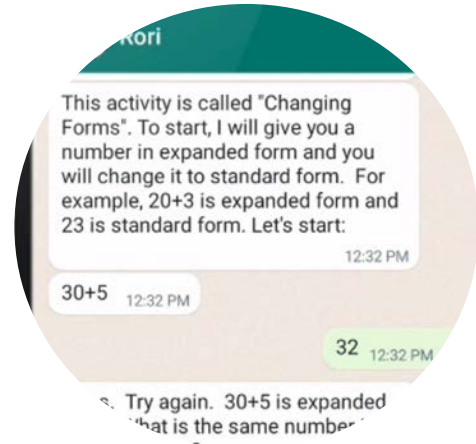 Rori
This activity is called "Changing
Forms". To start, I will give you a
number in expanded form and you
will change it to standard form.  For
example, 20+3 is expanded form and
23 is standard form. Let's start:
12:32 PM
30+5 12:32 PM
32 12:32 PM
Try again.  30+5 is expanded
What is the same number